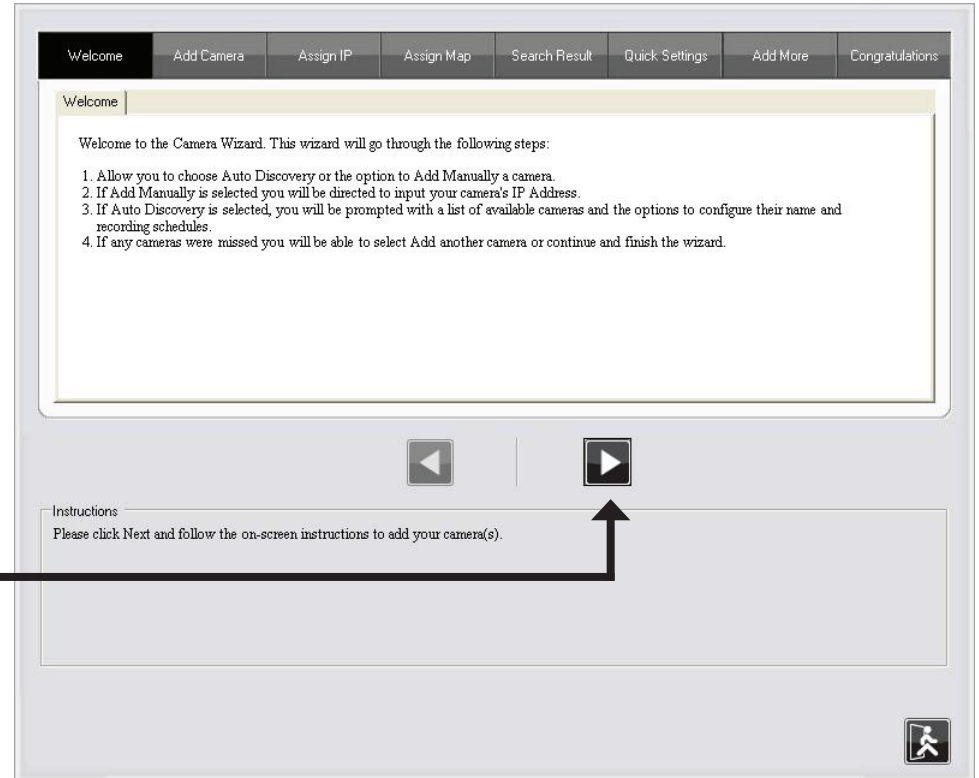 Welcome Add Camera Assign IP Assign Map Search Result Quick Settings Add More Congratulations
Welcome
Welcome to the Camera Wizard. This wizard will go through the following steps:
1. Allow you to choose Auto Discovery or the option to Add Manually a camera.
2. If Add Manually is selected you will be directed to input your camera's IP Address.
3. If Auto Discovery is selected, you will be prompted with a list of available cameras and the options to configure their name and
recording schedules.
4. If any cameras were missed you will be able to select Add another camera or continue and finish the wizard.
Instructions
Please click Next and follow the on-screen instructions to add your camera(s).